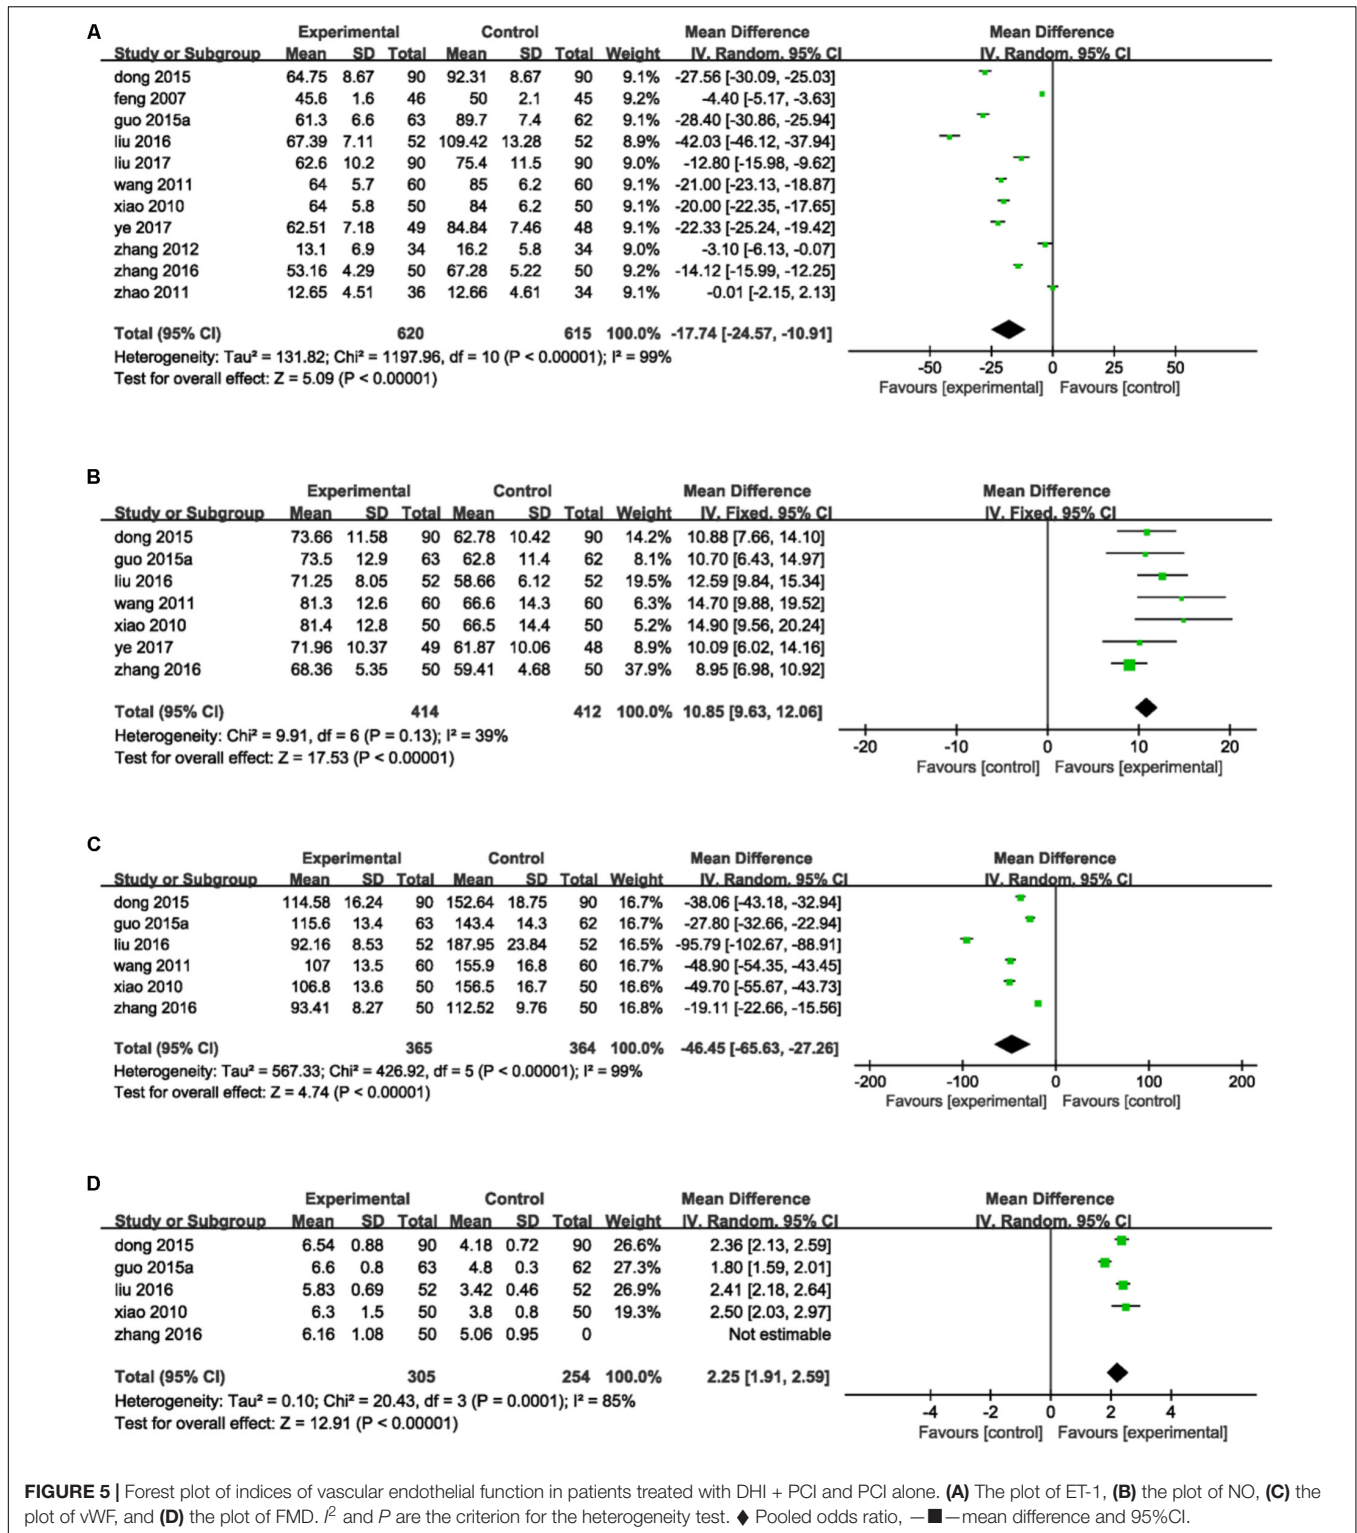 A
Experimental Control Mean Difference Mean Difference
Study or Subgroup Mean SD Total Mean SD Total Weight IV. Random. 95% CI IV. Random. 95% CI
dong 2015 64.75 8.67 90 92.31 8.67 90 9.1% -27.56 [-30.09, -25.03]
feng 2007 45.6 1.6 46 50 2.1 45 9.2% -4.40 [-5.17, -3.63]
guo 2015a 61.3 6.6 63 89.7 7.4 62 9.1% -28.40 [-30.86, -25.94]
liu 2016 67.39 7.11 52 109.42 13.28 52 8.9% -42.03 [-46.12, -37.94]
liu 2017 62.6 10.2 90 75.4 11.5 90 9.0% -12.80 [-15.98, -9.62]
wang 2011 64 5.7 60 85 6.2 60 9.1% -21.00 [-23.13, -18.87]
xiao 2010 64 5.8 50 84 6.2 50 9.1% -20.00 [-22.35, -17.65]
ye 2017 62.51 7.18 49 84.84 7.46 48 9.1% -22.33 [-25.24, -19.42]
zhang 2012 13.1 6.9 34 16.2 5.8 34 9.0% -3.10 [-6.13, -0.07]
zhang 2016 53.16 4.29 50 67.28 5.22 50 9.2% -14.12 [-15.99, -12.25]
zhao 2011 12.65 4.51 36 12.66 4.61 34 9.1% -0.01 [-2.15, 2.13]
Total (95% CI) 620 615 100.0% -17.74 [-24.57, -10.91]
Heterogeneity: Tau² = 131.82; Chi² = 1197.96, df = 10 (P < 0.00001); I² = 99%
Test for overall effect: Z = 5.09 (P < 0.00001)
-50 -25 0 25 50
Favours [experimental] Favours [control]
B
Experimental Control Mean Difference Mean Difference
Study or Subgroup Mean SD Total Mean SD Total Weight IV. Fixed. 95% CI IV. Fixed. 95% CI
dong 2015 73.66 11.58 90 62.78 10.42 90 14.2% 10.88 [7.66, 14.10]
guo 2015a 73.5 12.9 63 62.8 11.4 62 8.1% 10.70 [6.43, 14.97]
liu 2016 71.25 8.05 52 58.66 6.12 52 19.5% 12.59 [9.84, 15.34]
wang 2011 81.3 12.6 60 66.6 14.3 60 6.3% 14.70 [9.88, 19.52]
xiao 2010 81.4 12.8 50 66.5 14.4 50 5.2% 14.90 [9.56, 20.24]
ye 2017 71.96 10.37 49 61.87 10.06 48 8.9% 10.09 [6.02, 14.16]
zhang 2016 68.36 5.35 50 59.41 4.68 50 37.9% 8.95 [6.98, 10.92]
Total (95% CI) 414 412 100.0% 10.85 [9.63, 12.06]
Heterogeneity: Chi² = 9.91, df = 6 (P = 0.13); I² = 39%
Test for overall effect: Z = 17.53 (P < 0.00001)
-20 -10 0 10 20
Favours [control] Favours [experimental]
C
Experimental Control Mean Difference Mean Difference
Study or Subgroup Mean SD Total Mean SD Total Weight IV. Random. 95% CI IV. Random. 95% CI
dong 2015 114.58 16.24 90 152.64 18.75 90 16.7% -38.06 [-43.18, -32.94]
guo 2015a 115.6 13.4 63 143.4 14.3 62 16.7% -27.80 [-32.66, -22.94]
liu 2016 92.16 8.53 52 187.95 23.84 52 16.5% -95.79 [-102.67, -88.91]
wang 2011 107 13.5 60 155.9 16.8 60 16.7% -48.90 [-54.35, -43.45]
xiao 2010 106.8 13.6 50 156.5 16.7 50 16.6% -49.70 [-55.67, -43.73]
zhang 2016 93.41 8.27 50 112.52 9.76 50 16.8% -19.11 [-22.66, -15.56]
Total (95% CI) 365 364 100.0% -46.45 [-65.63, -27.26]
Heterogeneity: Tau² = 567.33; Chi² = 426.92, df = 5 (P < 0.00001); I² = 99%
Test for overall effect: Z = 4.74 (P < 0.00001)
-200 -100 0 100 200
Favours [experimental] Favours [control]
D
Experimental Control Mean Difference Mean Difference
Study or Subgroup Mean SD Total Mean SD Total Weight IV. Random. 95% CI IV. Random. 95% CI
dong 2015 6.54 0.88 90 4.18 0.72 90 26.6% 2.36 [2.13, 2.59]
guo 2015a 6.6 0.8 63 4.8 0.3 62 27.3% 1.80 [1.59, 2.01]
liu 2016 5.83 0.69 52 3.42 0.46 52 26.9% 2.41 [2.18, 2.64]
xiao 2010 6.3 1.5 50 3.8 0.8 50 19.3% 2.50 [2.03, 2.97]
zhang 2016 6.16 1.08 50 5.06 0.95 0 Not estimable
Total (95% CI) 305 254 100.0% 2.25 [1.91, 2.59]
Heterogeneity: Tau² = 0.10; Chi² = 20.43, df = 3 (P = 0.0001); I² = 85%
Test for overall effect: Z = 12.91 (P < 0.00001)
-4 -2 0 2 4
Favours [control] Favours [experimental]
FIGURE 5 | Forest plot of indices of vascular endothelial function in patients treated with DHI + PCI and PCI alone. (A) The plot of ET-1, (B) the plot of NO, (C) the
plot of vWF, and (D) the plot of FMD. I² and P are the criterion for the heterogeneity test. ♦ Pooled odds ratio, —■—mean difference and 95%CI.